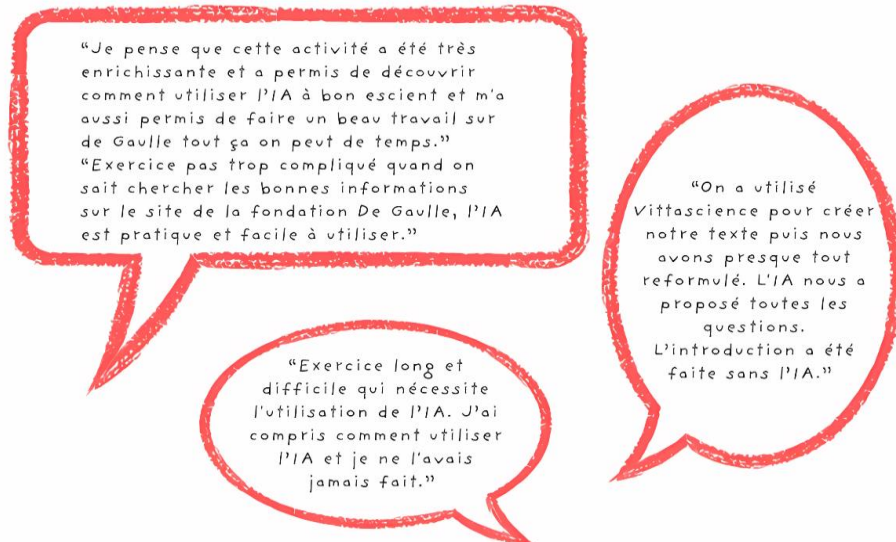 “Je pense que cette activité a été très
enrichissante et a permis de découvrir
comment utiliser l'IA à bon escient et m'a
aussi permis de faire un beau travail sur
de Gaulle tout ça on peut de temps.”
“Exercice pas trop compliqué quand on
sait chercher les bonnes informations
sur le site de la fondation De Gaulle, l'IA
est pratique et facile à utiliser.”
“On a utilisé
Vittascience pour créer
notre texte puis nous
avons presque tout
reformulé. L'IA nous a
proposé toutes les
questions.
L'introduction a été
faite sans l'IA.”
“Exercice long et
difficile qui nécessite
l'utilisation de l'IA. J'ai
compris comment utiliser
l'IA et je ne l'avais
jamais fait.”